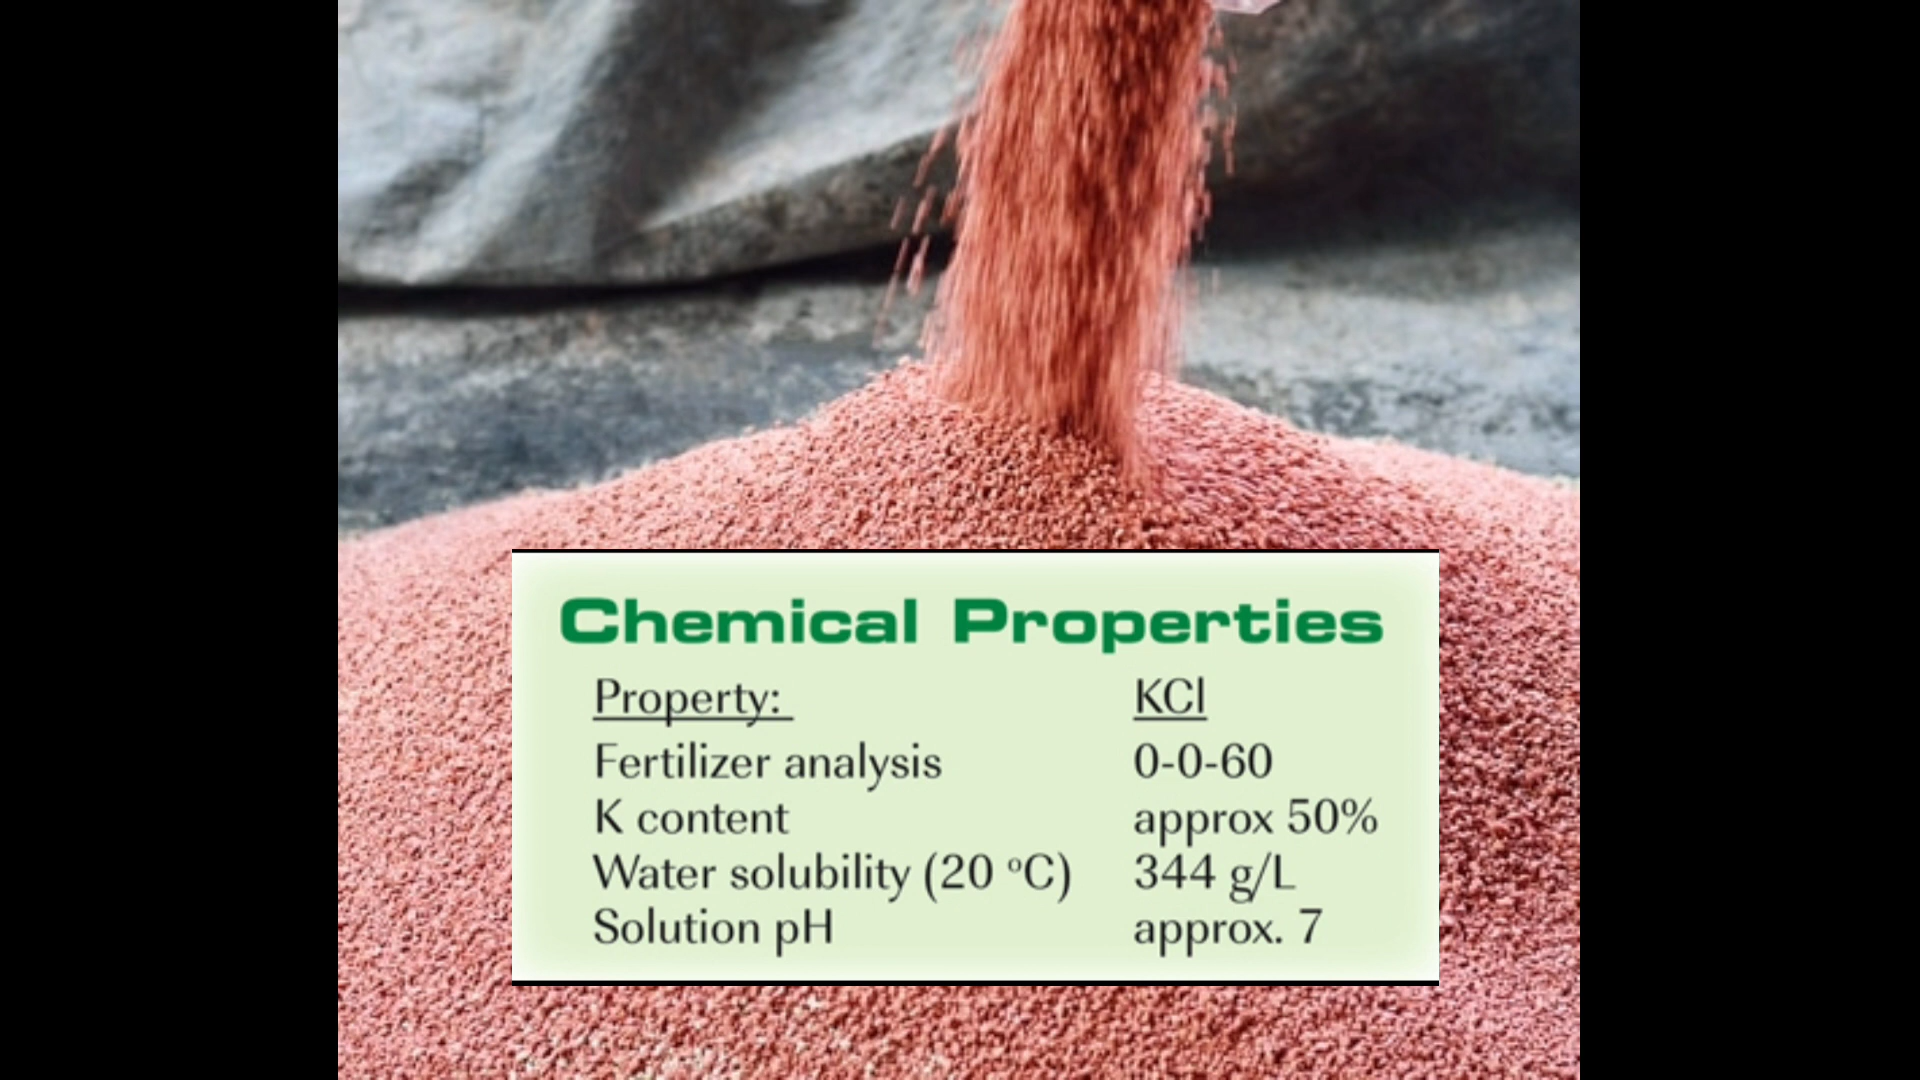 Chemical Properties
Property: KCl
Fertilizer analysis 0-0-60
K content approx 50%
Water solubility (20 °C) 344 g/L
Solution pH approx. 7